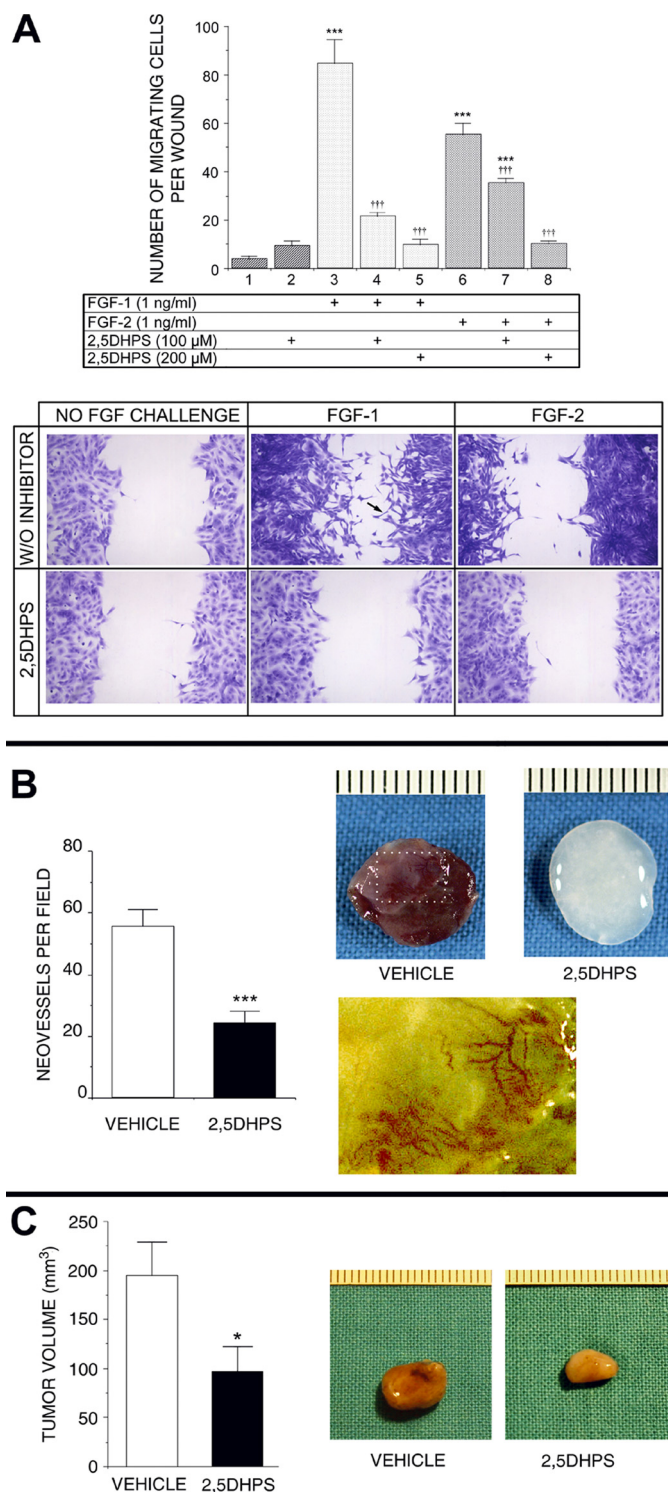 A
NUMBER OF MIGRATING CELLS
PER WOUND
100
80
60
40
20
0
***
†††
†††
***
***
†††
†††
1 2 3 4 5 6 7 8
FGF-1 (1 ng/ml) + + +
FGF-2 (1 ng/ml) + + +
2,5DHPS (100 µM) + + +
2,5DHPS (200 µM) + +
NO FGF CHALLENGE FGF-1 FGF-2
W/O INHIBITOR
2,5DHPS
B
NEOVESSELS PER FIELD
80
60
40
20
0
***
VEHICLE 2,5DHPS
VEHICLE 2,5DHPS
C
TUMOR VOLUME (mm³)
250
200
150
100
50
0
*
VEHICLE 2,5DHPS
VEHICLE 2,5DHPS